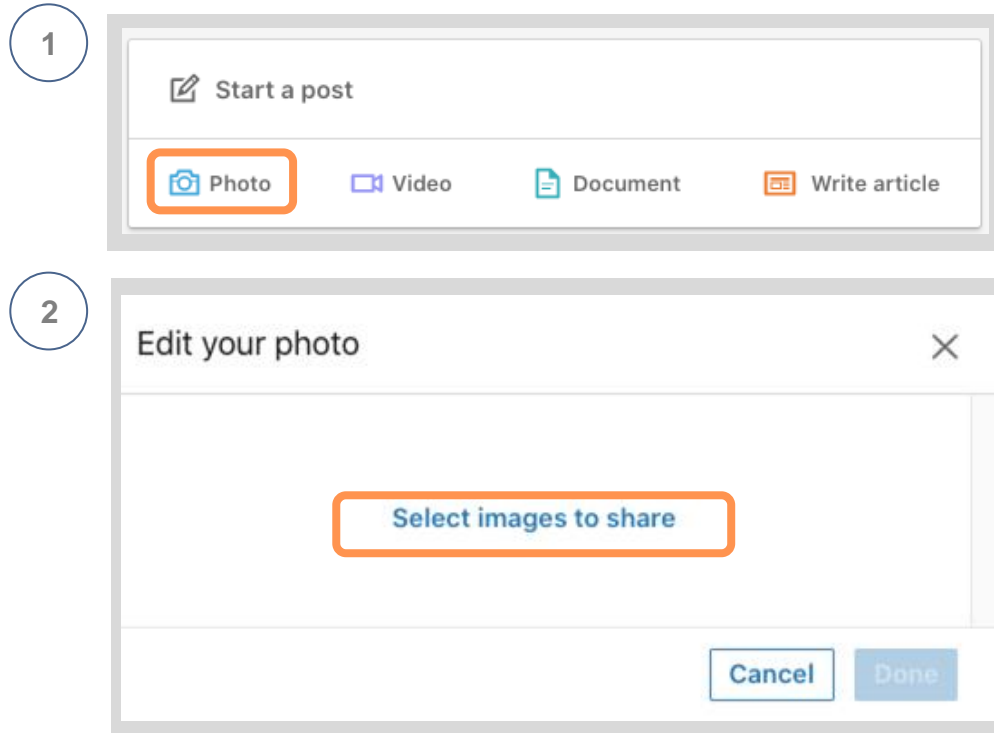 1
Start a post
Photo Video Document Write article
2
Edit your photo
Select images to share
Cancel Done